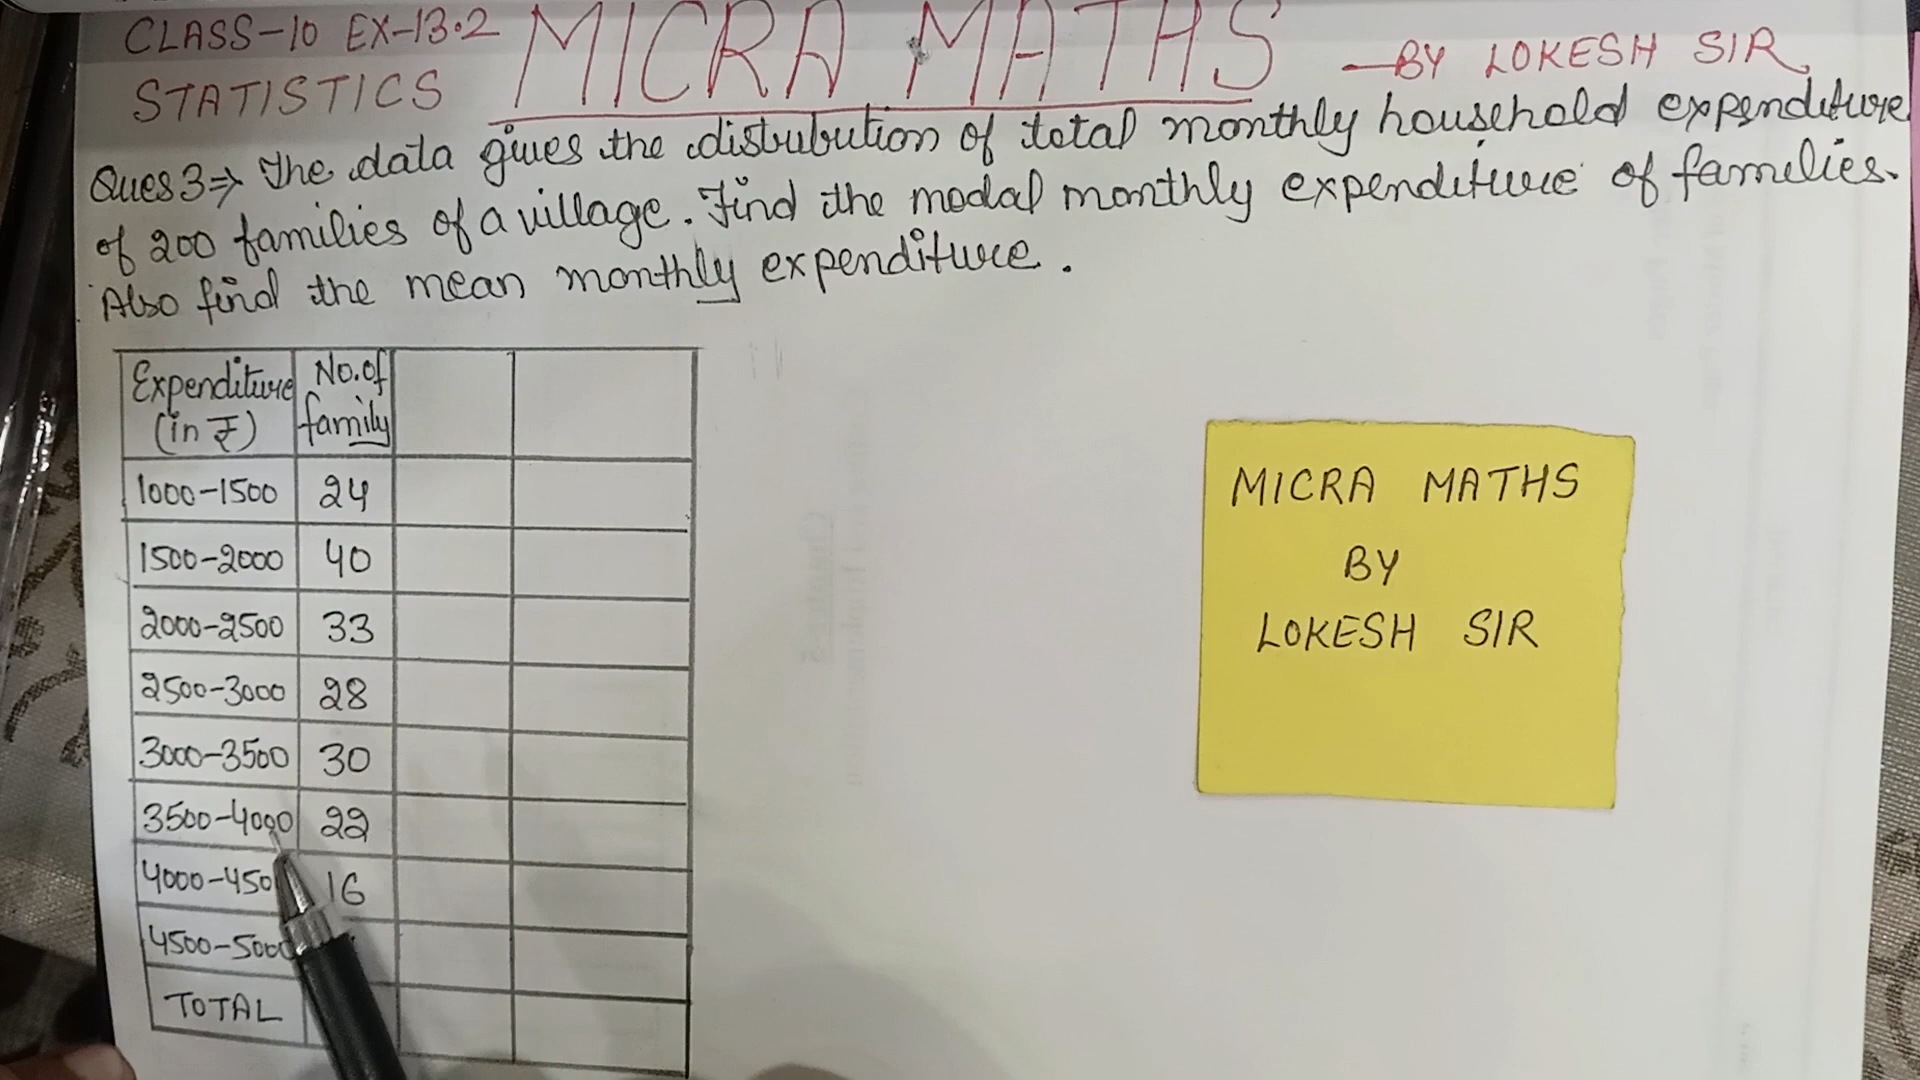 CLASS-10 EX-13.2
STATISTICS
MICRA MATHS
-BY LOKESH SIR
Ques 3⇒ The data gives the distribution of total monthly household expenditure
of 200 families of a village. Find the modal monthly expenditure of families.
Also find the mean monthly expenditure.
Expenditure (in ₹) No. of family
1000-1500 24
1500-2000 40
2000-2500 33
2500-3000 28
3000-3500 30
3500-4000 22
4000-450 16
4500-5000
TOTAL
MICRA MATHS
BY
LOKESH SIR